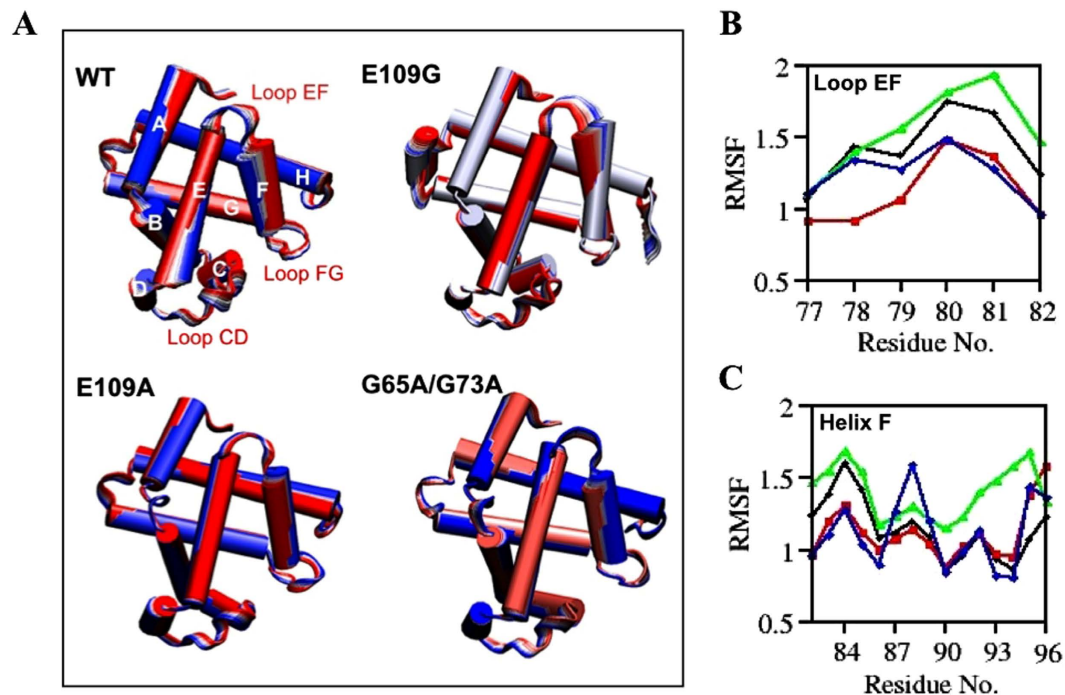 A
WT
Loop EF
A
H
E
F
G
B
C
D
Loop FG
Loop CD
E109G
E109A
G65A/G73A
B
2
Loop EF
1.5
1
0.5
RMSF
77 78 79 80 81 82
Residue No.
C
2
Helix F
1.5
1
0.5
RMSF
84 87 90 93 96
Residue No.